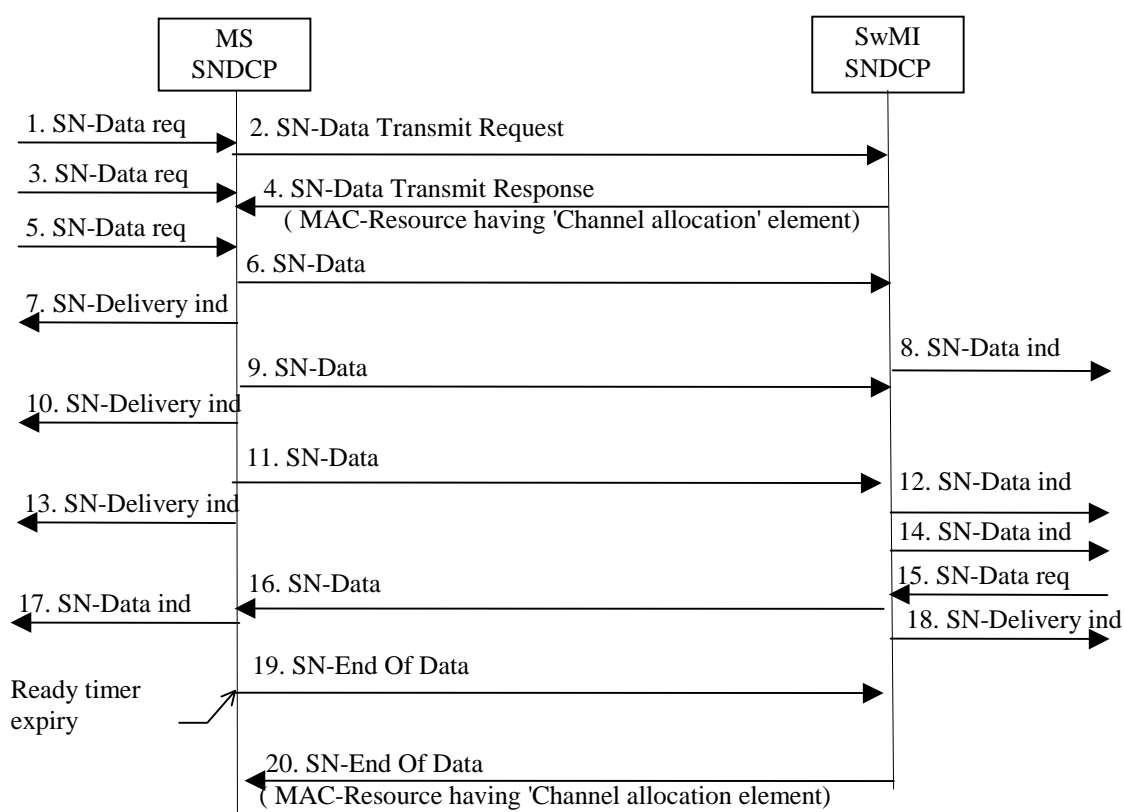 MS
SNDCP
SwMI
SNDCP
1. SN-Data req
2. SN-Data Transmit Request
3. SN-Data req
4. SN-Data Transmit Response
( MAC-Resource having 'Channel allocation' element)
5. SN-Data req
6. SN-Data
7. SN-Delivery ind
8. SN-Data ind
9. SN-Data
10. SN-Delivery ind
11. SN-Data
12. SN-Data ind
13. SN-Delivery ind
14. SN-Data ind
15. SN-Data req
16. SN-Data
17. SN-Data ind
18. SN-Delivery ind
19. SN-End Of Data
Ready timer
expiry
20. SN-End Of Data
( MAC-Resource having 'Channel allocation element)